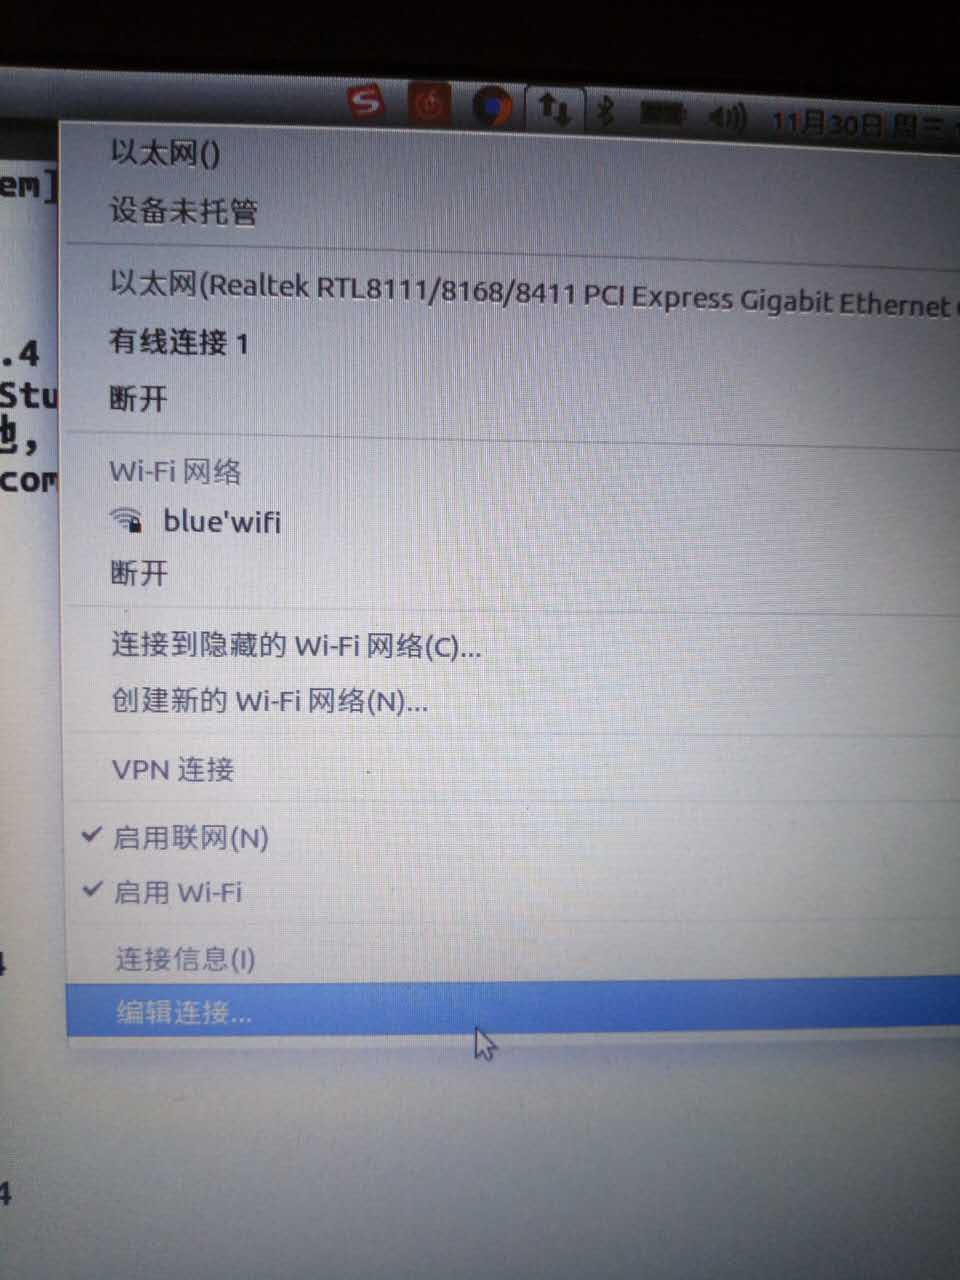 11月30日 周三
以太网()
设备未托管
em]
以太网(Realtek RTL8111/8168/8411 PCI Express Gigabit Ethernet
有线连接 1
.4
断开
Stu
Wi-Fi 网络
com
blue'wifi
断开
连接到隐藏的 Wi-Fi 网络(C)...
创建新的 Wi-Fi 网络(N)...
VPN 连接
启用联网(N)
启用 Wi-Fi
连接信息(I)
4
编辑连接...
4